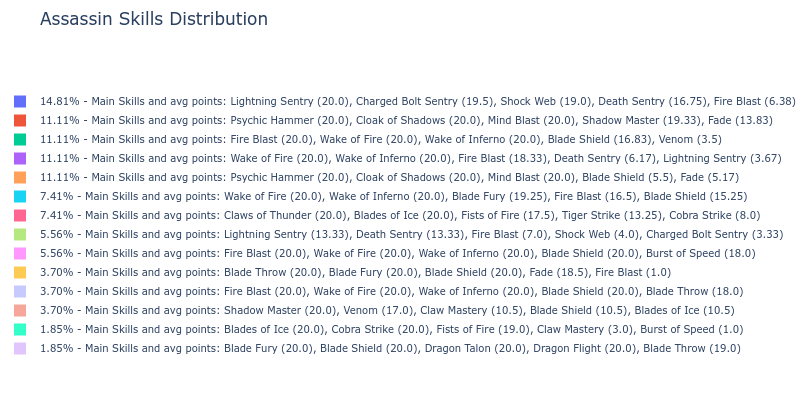 Assassin Skills Distribution
14.81% - Main Skills and avg points: Lightning Sentry (20.0), Charged Bolt Sentry (19.5), Shock Web (19.0), Death Sentry (16.75), Fire Blast (6.38)
11.11% - Main Skills and avg points: Psychic Hammer (20.0), Cloak of Shadows (20.0), Mind Blast (20.0), Shadow Master (19.33), Fade (13.83)
11.11% - Main Skills and avg points: Fire Blast (20.0), Wake of Fire (20.0), Wake of Inferno (20.0), Blade Shield (16.83), Venom (3.5)
11.11% - Main Skills and avg points: Wake of Fire (20.0), Wake of Inferno (20.0), Fire Blast (18.33), Death Sentry (6.17), Lightning Sentry (3.67)
11.11% - Main Skills and avg points: Psychic Hammer (20.0), Cloak of Shadows (20.0), Mind Blast (20.0), Blade Shield (5.5), Fade (5.17)
7.41% - Main Skills and avg points: Wake of Fire (20.0), Wake of Inferno (20.0), Blade Fury (19.25), Fire Blast (16.5), Blade Shield (15.25)
7.41% - Main Skills and avg points: Claws of Thunder (20.0), Blades of Ice (20.0), Fists of Fire (17.5), Tiger Strike (13.25), Cobra Strike (8.0)
5.56% - Main Skills and avg points: Lightning Sentry (13.33), Death Sentry (13.33), Fire Blast (7.0), Shock Web (4.0), Charged Bolt Sentry (3.33)
5.56% - Main Skills and avg points: Fire Blast (20.0), Wake of Fire (20.0), Wake of Inferno (20.0), Blade Shield (20.0), Burst of Speed (18.0)
3.70% - Main Skills and avg points: Blade Throw (20.0), Blade Fury (20.0), Blade Shield (20.0), Fade (18.5), Fire Blast (1.0)
3.70% - Main Skills and avg points: Fire Blast (20.0), Wake of Fire (20.0), Wake of Inferno (20.0), Blade Shield (20.0), Blade Throw (18.0)
3.70% - Main Skills and avg points: Shadow Master (20.0), Venom (17.0), Claw Mastery (10.5), Blade Shield (10.5), Blades of Ice (10.5)
1.85% - Main Skills and avg points: Blades of Ice (20.0), Cobra Strike (20.0), Fists of Fire (19.0), Claw Mastery (3.0), Burst of Speed (1.0)
1.85% - Main Skills and avg points: Blade Fury (20.0), Blade Shield (20.0), Dragon Talon (20.0), Dragon Flight (20.0), Blade Throw (19.0)